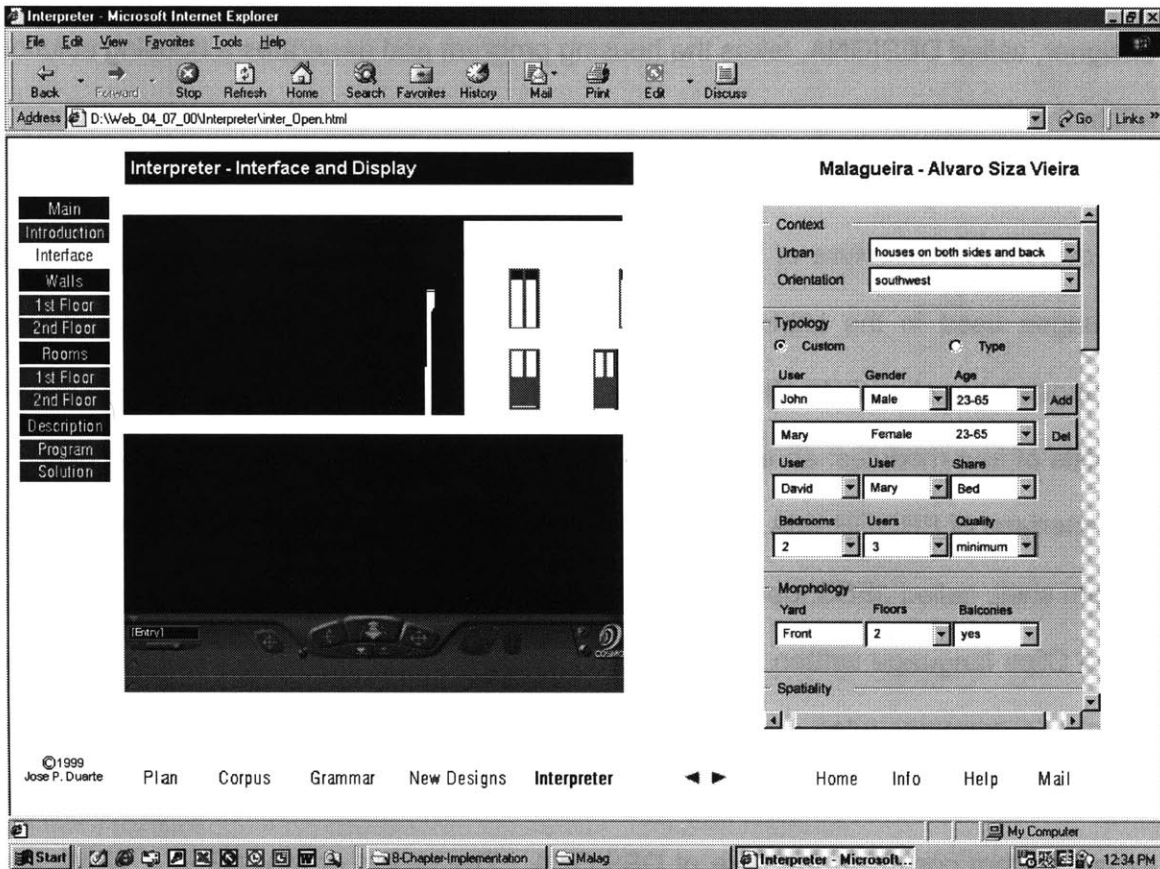 Interpreter - Microsoft Internet Explorer
File Edit View Favorites Tools Help
Back Forward Stop Refresh Home Search Favorites History Mail Print Edit Discuss
Address D:\Web_04_07_00\Interpreter\inter_Open.html Go Links »
Interpreter - Interface and Display
Malagueira - Alvaro Siza Vieira
Main
Introduction
Interface
Walls
1st Floor
2nd Floor
Rooms
1st Floor
2nd Floor
Description
Program
Solution
[Entry]
Context
Urban houses on both sides and back
Orientation southwest
Typology
Custom Type
User Gender Age
John Male 23-65 Add
Mary Female 23-65 Del
User User Share
David Mary Bed
Bedrooms Users Quality
2 3 minimum
Morphology
Yard Floors Balconies
Front 2 yes
Spatiality
©1999
Jose P. Duarte
Plan Corpus Grammar New Designs Interpreter Home Info Help Mail
My Computer
Start 8-Chapter-Implementation Malag Interpreter - Microsoft... 12:34 PM